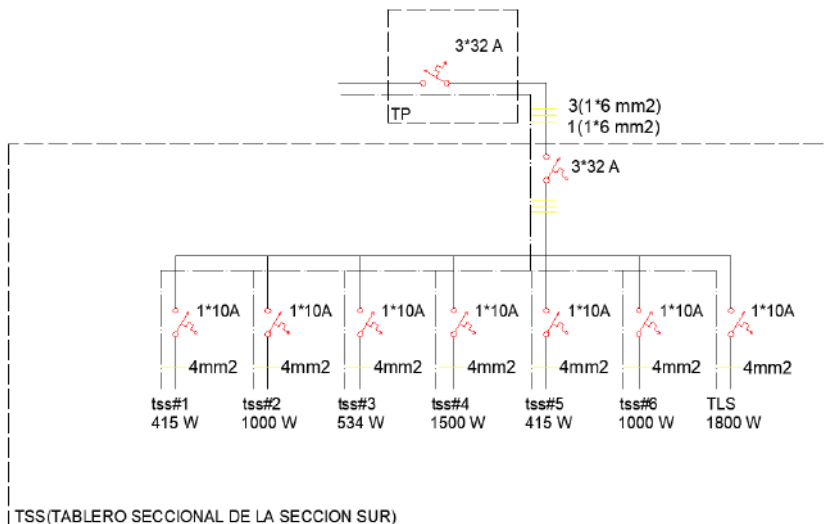 3*32 A
TP
3(1*6 mm2)
1(1*6 mm2)
3*32 A
1*10A 1*10A 1*10A 1*10A 1*10A 1*10A 1*10A
4mm2 4mm2 4mm2 4mm2 4mm2 4mm2 4mm2
tss#1 tss#2 tss#3 tss#4 tss#5 tss#6 TLS
415 W 1000 W 534 W 1500 W 415 W 1000 W 1800 W
TSS(TABLERO SECCIONAL DE LA SECCION SUR)